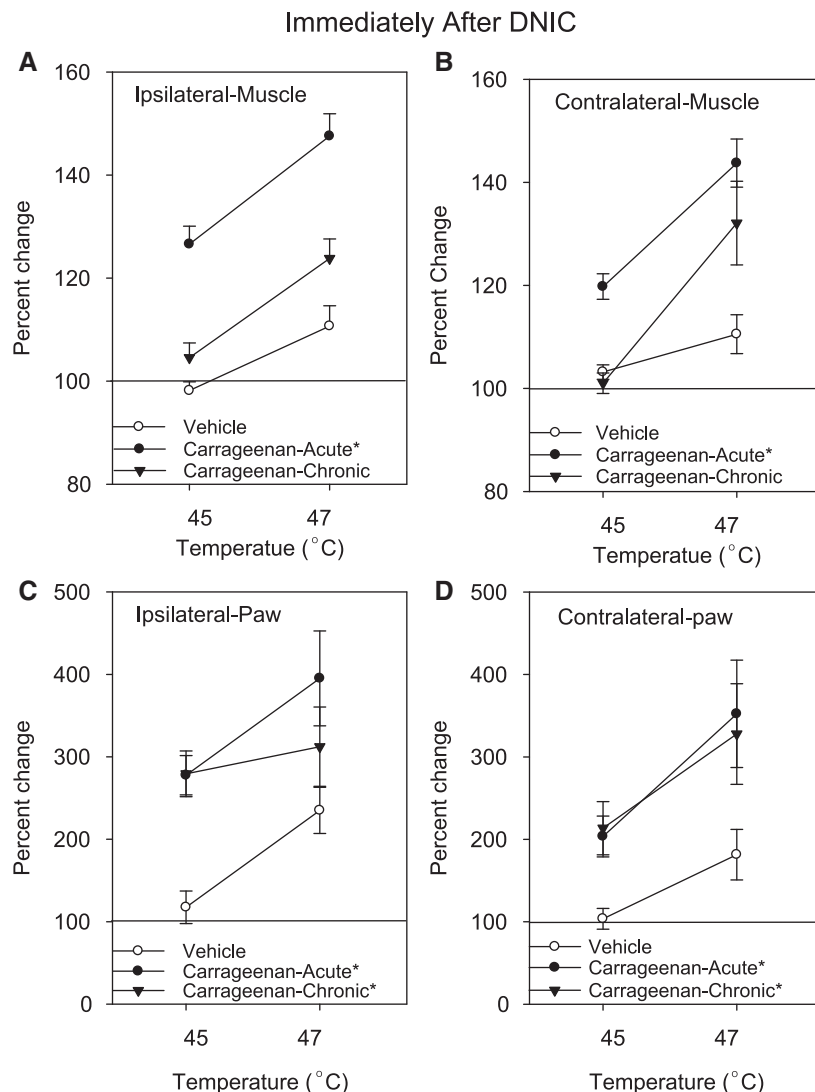 Immediately After DNIC
A
Ipsilateral-Muscle
Percent change
160
140
120
100
80
Vehicle
Carrageenan-Acute*
Carrageenan-Chronic
45 47
Temperatue (°C)
B
Contralateral-Muscle
Percent Change
160
140
120
100
80
Vehicle
Carrageenan-Acute*
Carrageenan-Chronic
45 47
Temperatue (°C)
C
Ipsilateral-Paw
Percent change
500
400
300
200
100
0
Vehicle
Carrageenan-Acute*
Carrageenan-Chronic*
45 47
Temperature (°C)
D
Contralateral-paw
Percent change
500
400
300
200
100
0
Vehicle
Carrageenan-Acute*
Carrageenan-Chronic*
45 47
Temperature (°C)